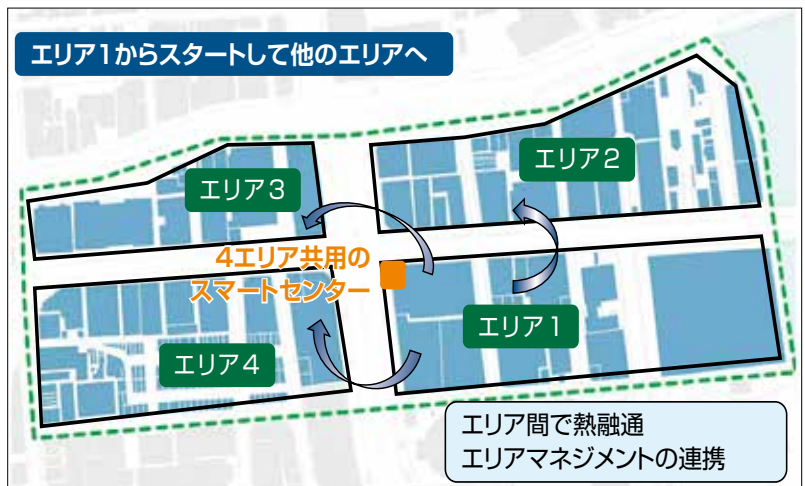 エリア1からスタートして他のエリアへ
エリア2
エリア3
4エリア共用の
スマートセンター
エリア1
エリア4
エリア間で熱融通
エリアマネジメントの連携